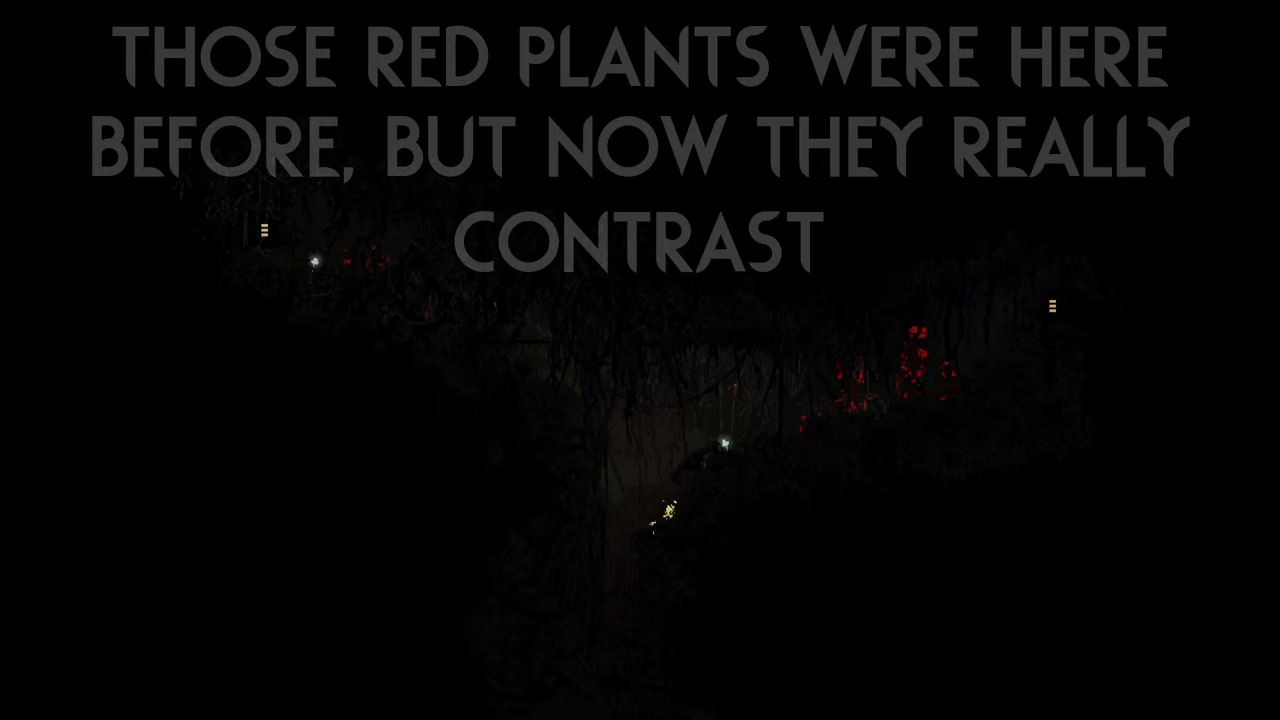 THOSE RED PLANTS WERE HERE
BEFORE, BUT NOW THEY REALLY
CONTRAST